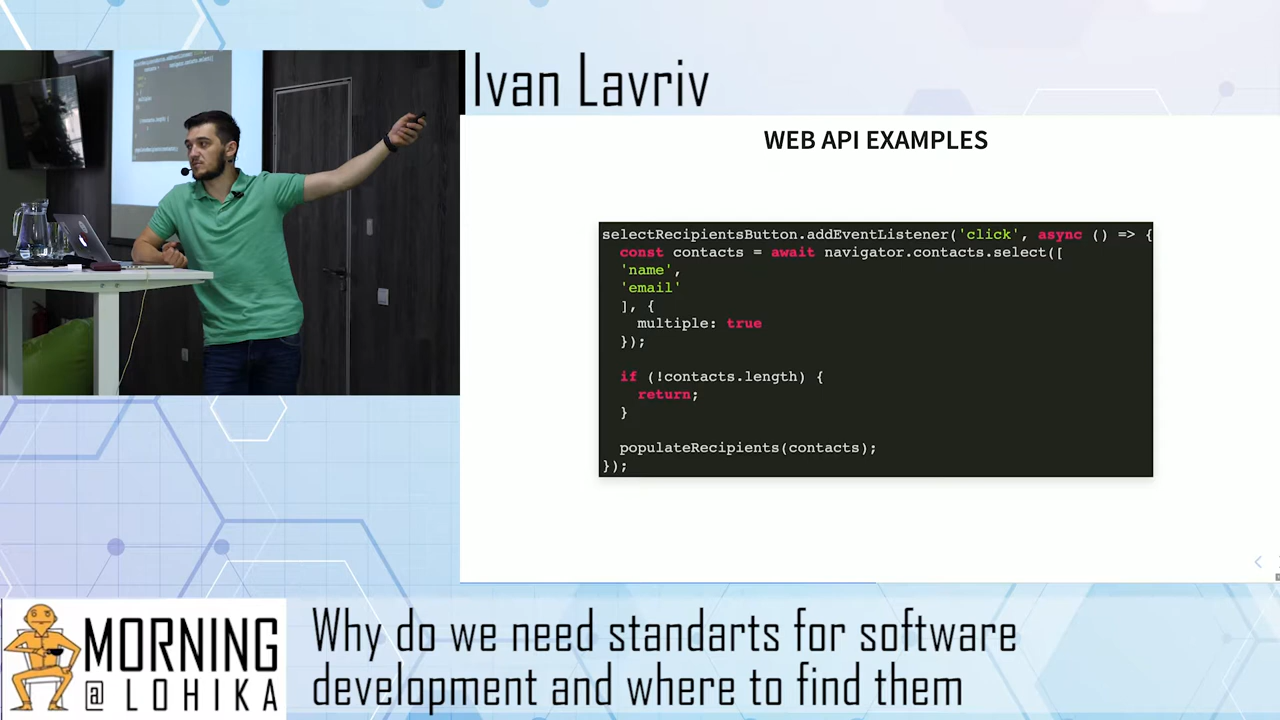 Ivan Lavriv
WEB API EXAMPLES
selectRecipientsButton.addEventListener('click', async () => {
  const contacts = await navigator.contacts.select([
  'name',
  'email'
  ], {
    multiple: true
  });

  if (!contacts.length) {
    return;
  }

  populateRecipients(contacts);
});
MORNING
@ LOHIKA
Why do we need standarts for software
development and where to find them